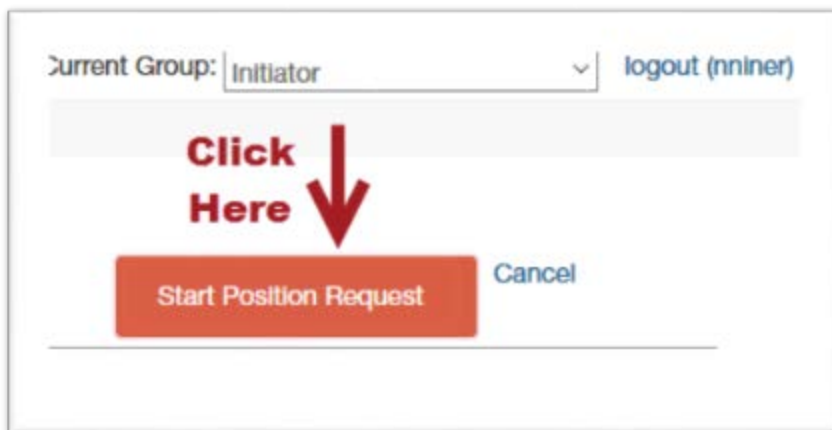 Current Group: Initiator logout (nniner)
Click
Here
Start Position Request Cancel